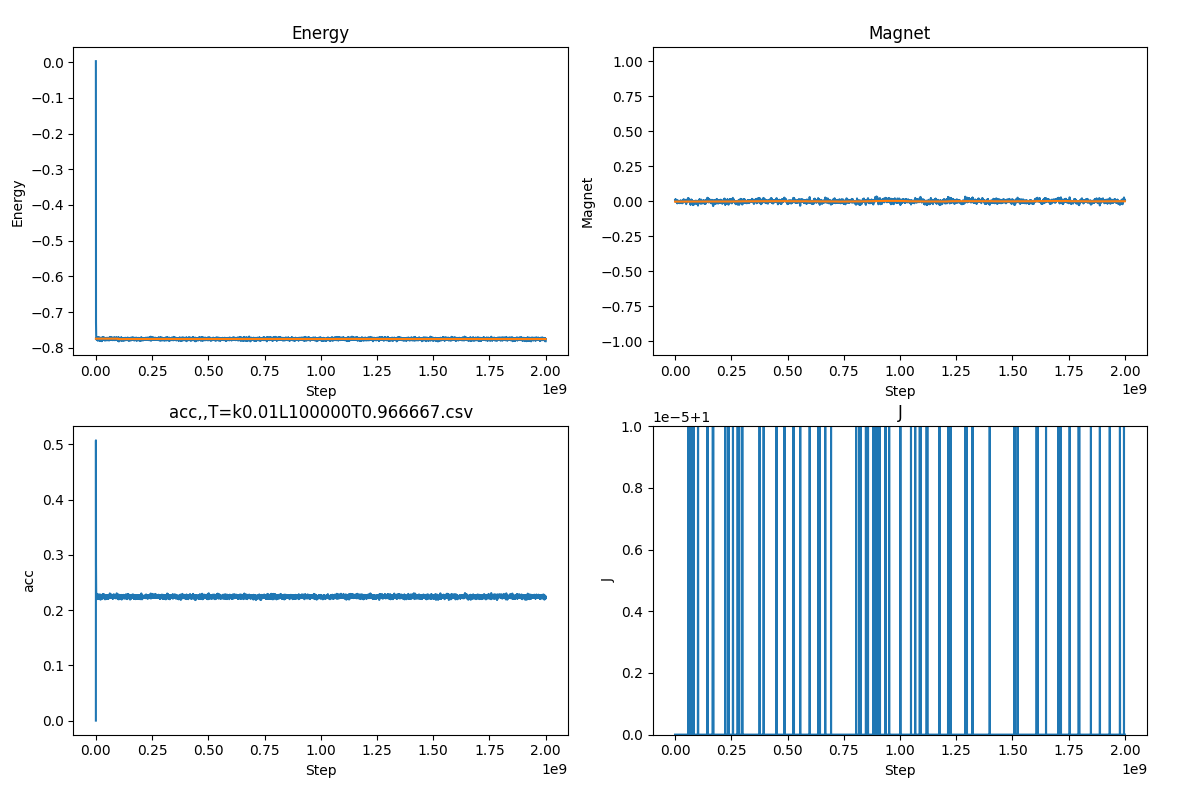 Energy
0.0
−0.1
−0.2
−0.3
−0.4
−0.5
−0.6
−0.7
−0.8
Energy
0.00 0.25 0.50 0.75 1.00 1.25 1.50 1.75 2.00
Step
1e9
Magnet
1.00
0.75
0.50
0.25
0.00
−0.25
−0.50
−0.75
−1.00
Magnet
0.00 0.25 0.50 0.75 1.00 1.25 1.50 1.75 2.00
Step
1e9
acc,,T=k0.01L100000T0.966667.csv
0.5
0.4
0.3
0.2
0.1
0.0
acc
0.00 0.25 0.50 0.75 1.00 1.25 1.50 1.75 2.00
Step
1e9
J
1e−5+1
1.0
0.8
0.6
0.4
0.2
0.0
J
0.00 0.25 0.50 0.75 1.00 1.25 1.50 1.75 2.00
Step
1e9